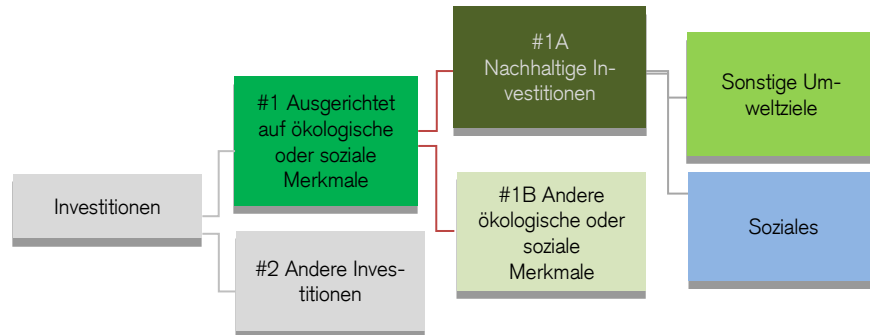 Investitionen
#1 Ausgerichtet
auf ökologische
oder soziale
Merkmale
#2 Andere Inves-
titionen
#1A
Nachhaltige In-
vestitionen
#1B Andere
ökologische oder
soziale
Merkmale
Sonstige Um-
weltziele
Soziales